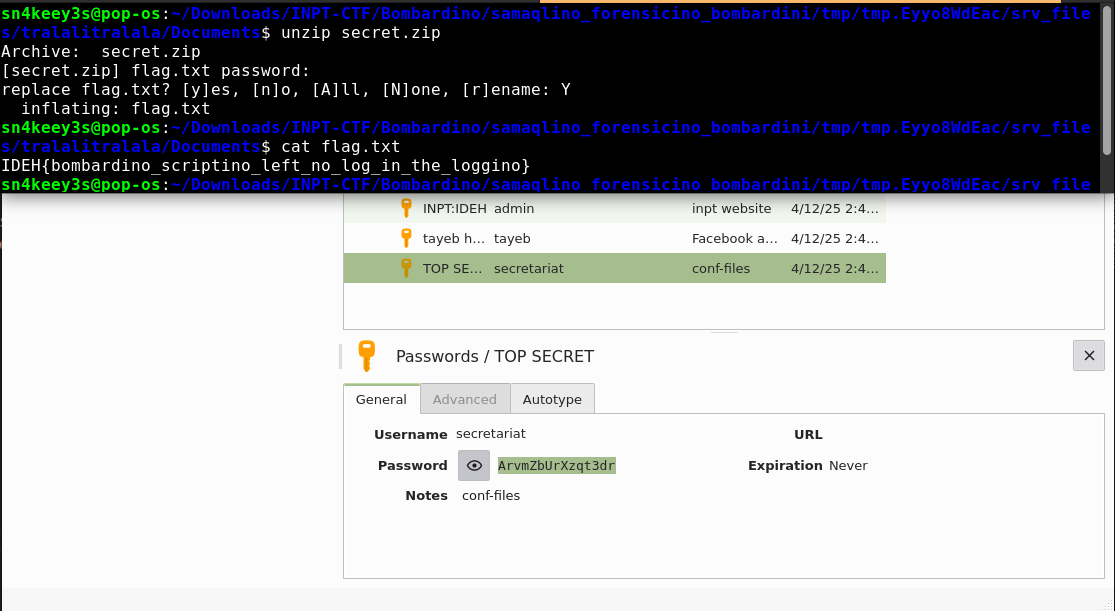 sn4keey3s@pop-os:~/Downloads/INPT-CTF/Bombardino/samaqlino_forensicino_bombardini/tmp/tmp.Eyyo8WdEac/srv_file
s/tralalitralala/Documents$ unzip secret.zip
Archive:  secret.zip
[secret.zip] flag.txt password:
replace flag.txt? [y]es, [n]o, [A]ll, [N]one, [r]ename: Y
  inflating: flag.txt
sn4keey3s@pop-os:~/Downloads/INPT-CTF/Bombardino/samaqlino_forensicino_bombardini/tmp/tmp.Eyyo8WdEac/srv_file
s/tralalitralala/Documents$ cat flag.txt
IDEH{bombardino_scriptino_left_no_log_in_the_loggino}
sn4keey3s@pop-os:~/Downloads/INPT-CTF/Bombardino/samaqlino_forensicino_bombardini/tmp/tmp.Eyyo8WdEac/srv_file
INPT:IDEH admin inpt website 4/12/25 2:4...
tayeb h... tayeb Facebook a... 4/12/25 2:4...
TOP SE... secretariat conf-files 4/12/25 2:4...
Passwords / TOP SECRET
General Advanced Autotype
Username secretariat URL
Password ArvmZbUrXzqt3dr Expiration Never
Notes conf-files